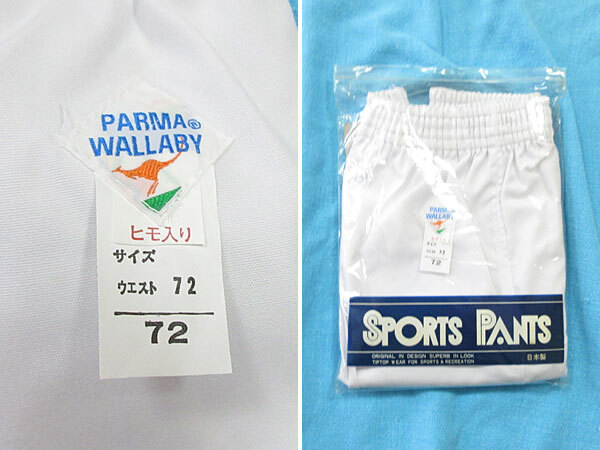 PARMA®
WALLABY
ヒモ入り
サイズ
ウエスト 72
72
PARMA
WALLABY
72
SPORTS PANTS
ORIGINAL IN DESIGN SUPERB IN LOOK
TIPTOP WEAR FOR SPORTS & RECREATION
日本製